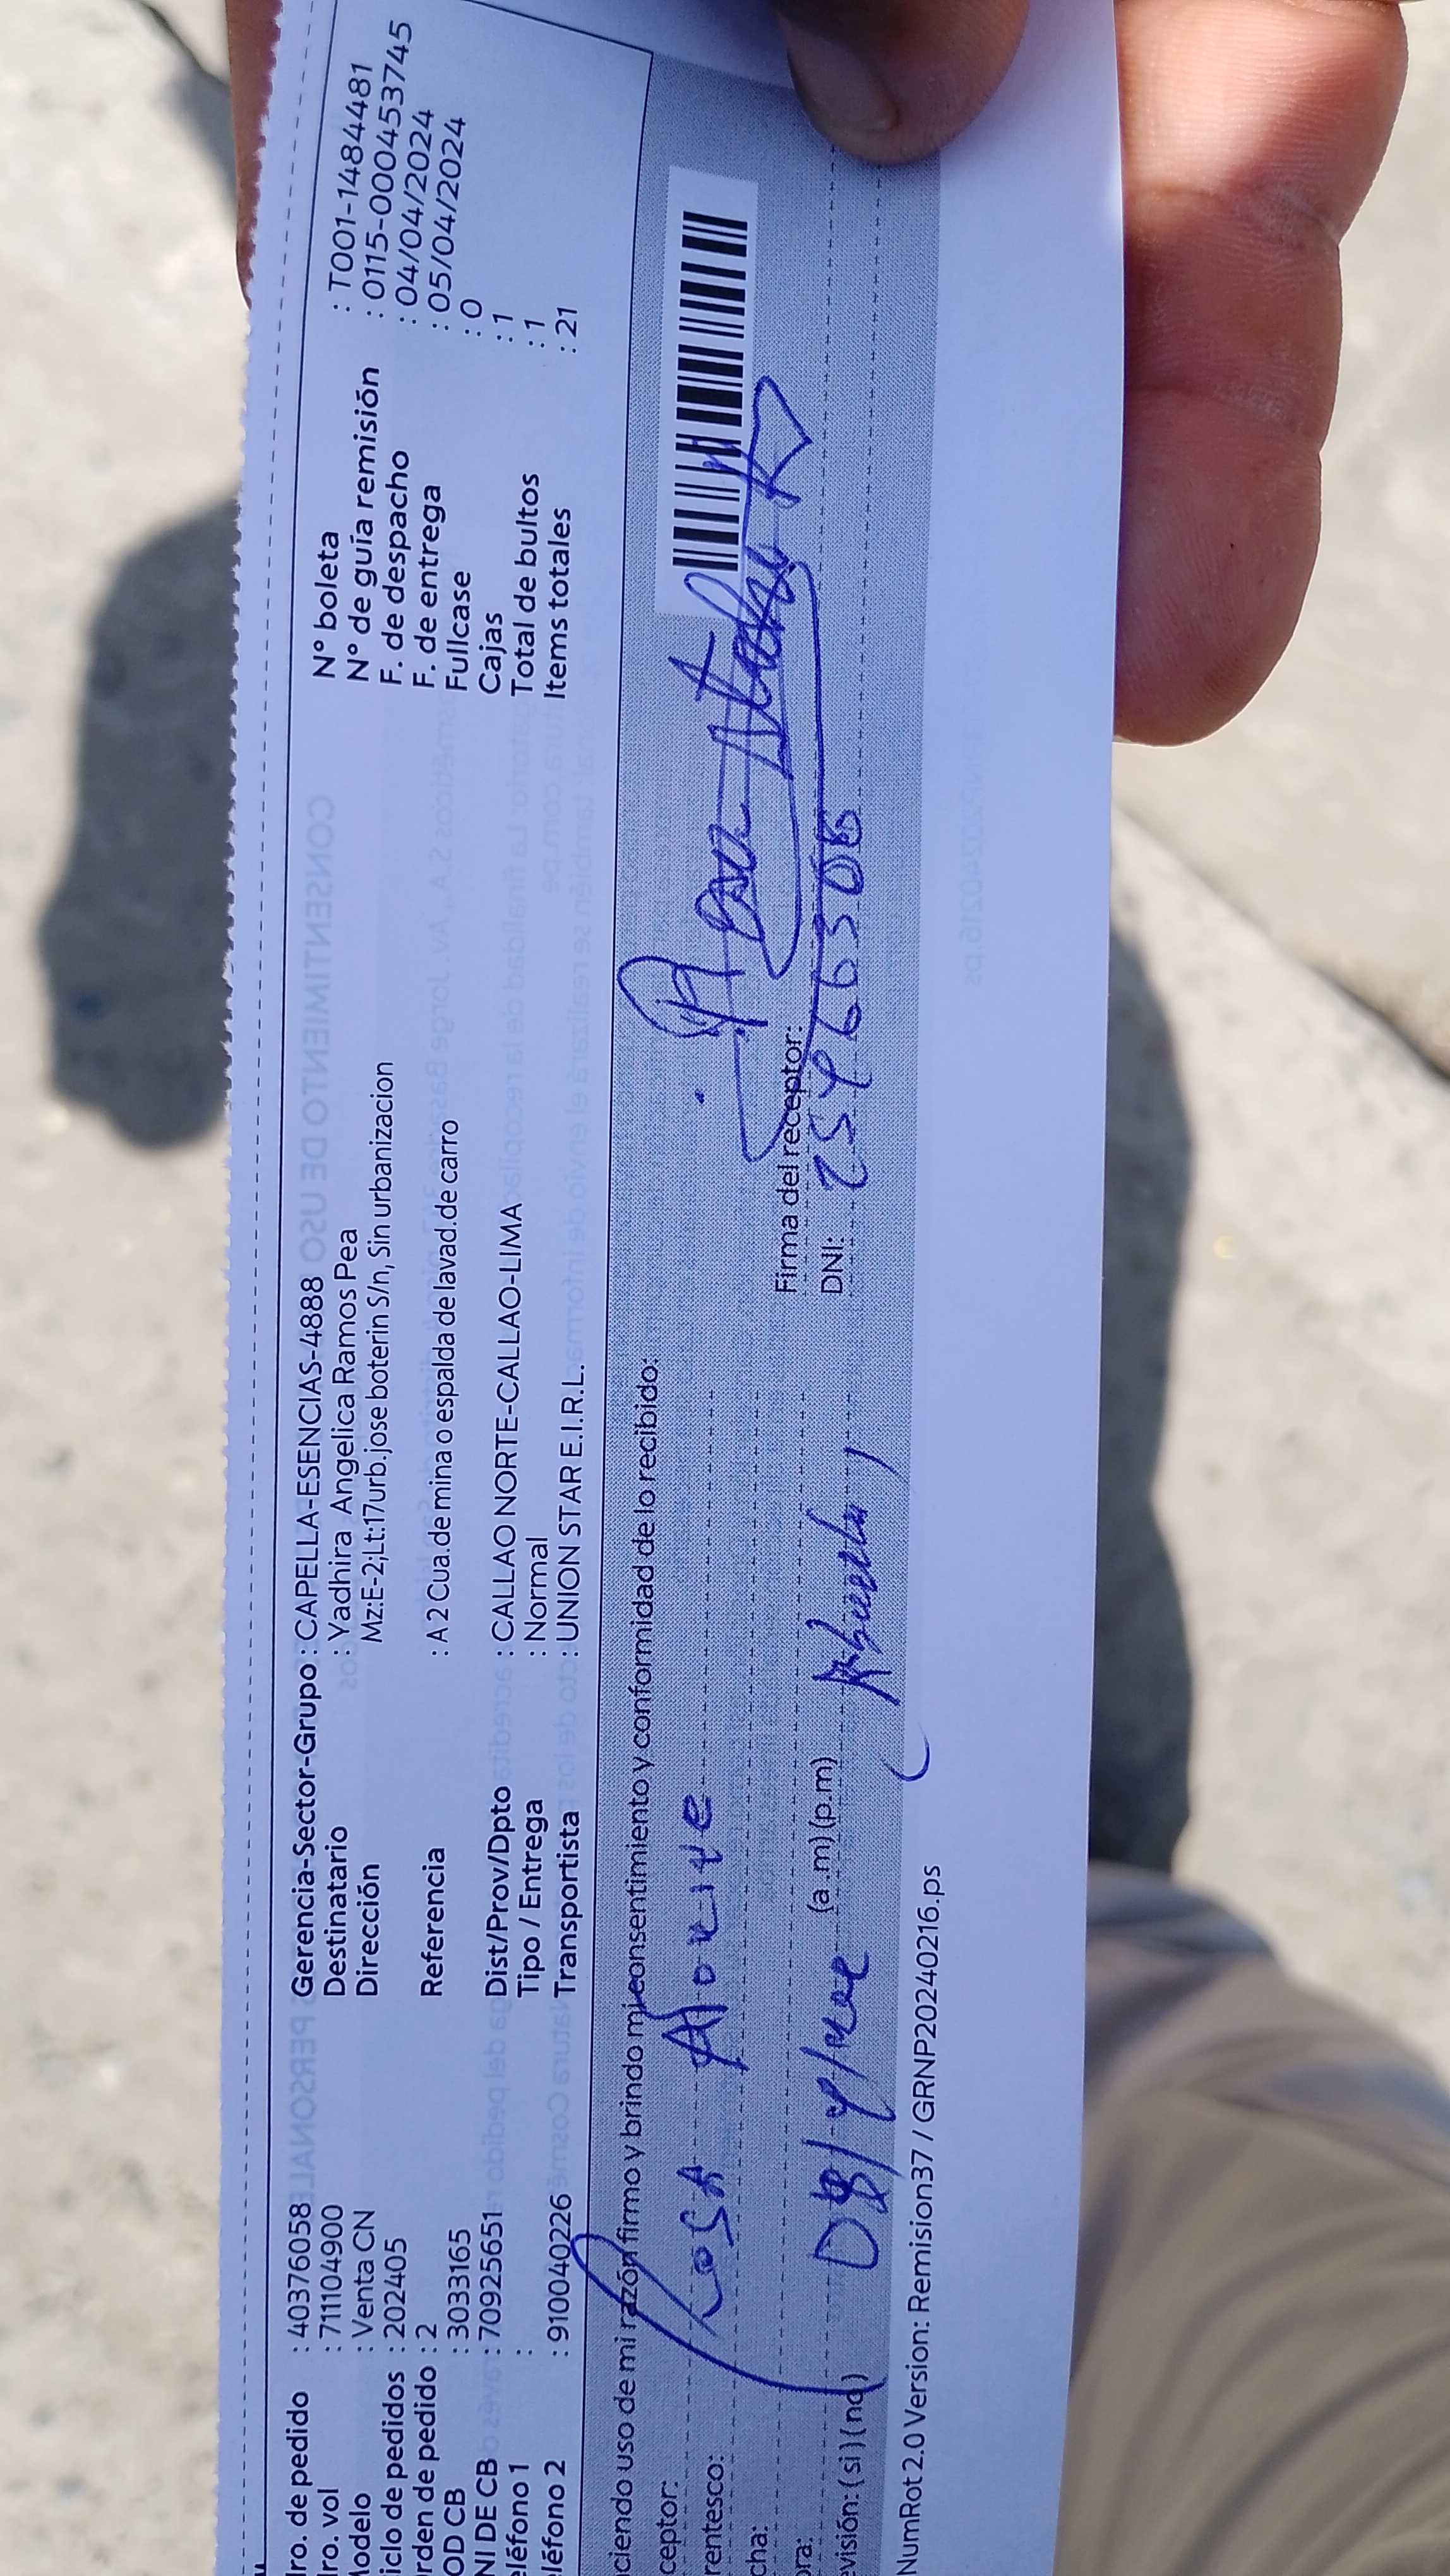 Nro. de pedido : 40376058 Gerencia-Sector-Grupo : CAPELLA-ESENCIAS-4888 N° boleta : T001-1484481
Nro. vol : 711104900 Destinatario : Yadhira Angelica Ramos Pea N° de guía remisión : 0115-0004453745
Modelo : Venta CN Dirección Mz:E-2;Lt:17urb.jose boterin S/n, Sin urbanizacion F. de despacho : 04/04/2024
iclo de pedidos : 202405 F. de entrega : 05/04/2024
rden de pedido : 2 Referencia : A 2 Cua.de mina o espalda de lavad.de carro Fullcase : 0
OD CB : 3033165 Cajas : 1
NI DE CB : 70925651 Dist/Prov/Dpto : CALLAO NORTE-CALLAO-LIMA Total de bultos : 1
eléfono 1 : Tipo / Entrega : Normal Items totales : 21
eléfono 2 : 910040226 Transportista : UNION STAR E.I.R.L.
ciendo uso de mi razón firmo y brindo mi consentimiento y conformidad de lo recibido:
ceptor: Rosa
rentesco:
cha: Firma del receptor:
ora: (a .m) (p.m) DNI:
evisión: ( si ) ( no )
NumRot 2.0 Version: Remision37 / GRNP20240216.ps